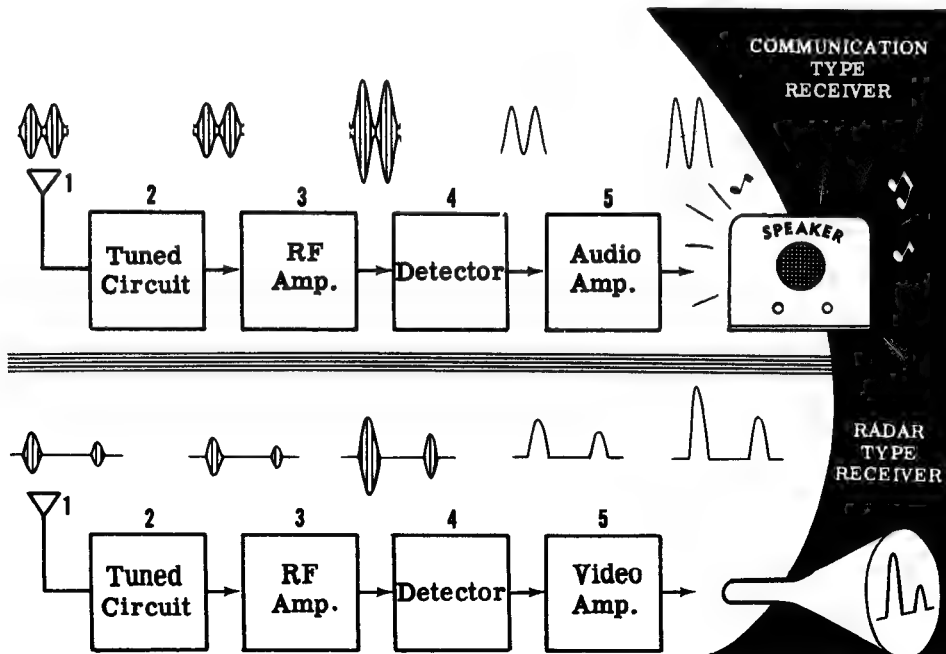 COMMUNICATION
TYPE
RECEIVER
1
2
3
4
5
Tuned
Circuit
RF
Amp.
Detector
Audio
Amp.
SPEAKER
RADAR
TYPE
RECEIVER
1
2
3
4
5
Tuned
Circuit
RF
Amp.
Detector
Video
Amp.